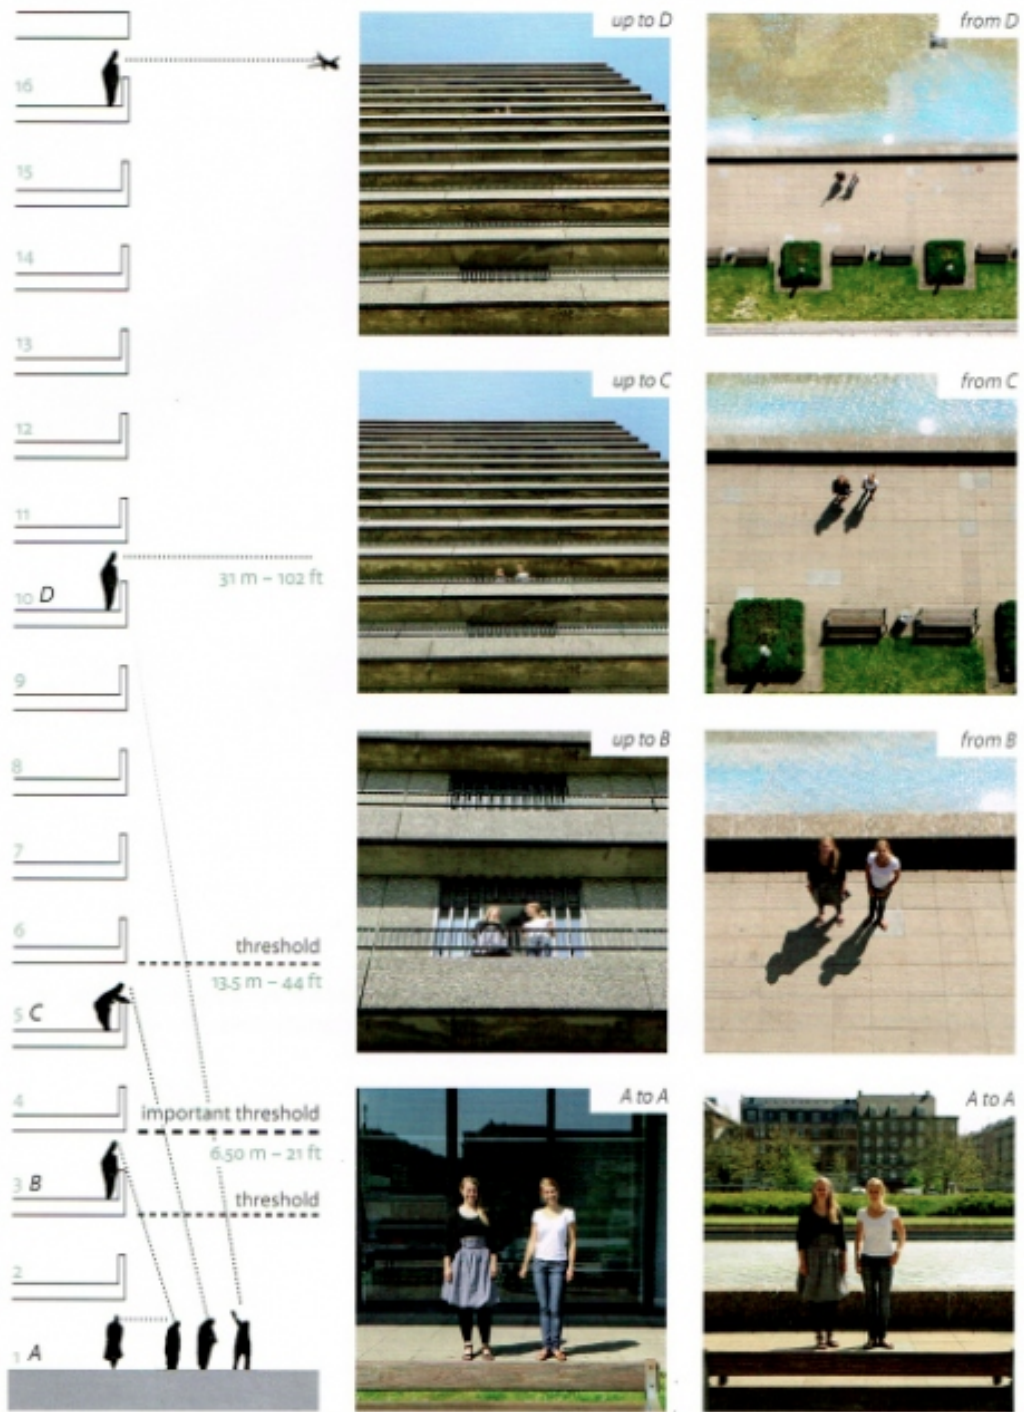 16
15
14
13
12
11
31 m – 102 ft
10 D
9
8
7
6
threshold
13.5 m – 44 ft
5 C
4
important threshold
6.50 m – 21 ft
3 B
threshold
2
1 A
up to D
from D
up to C
from C
up to B
from B
A to A
A to A